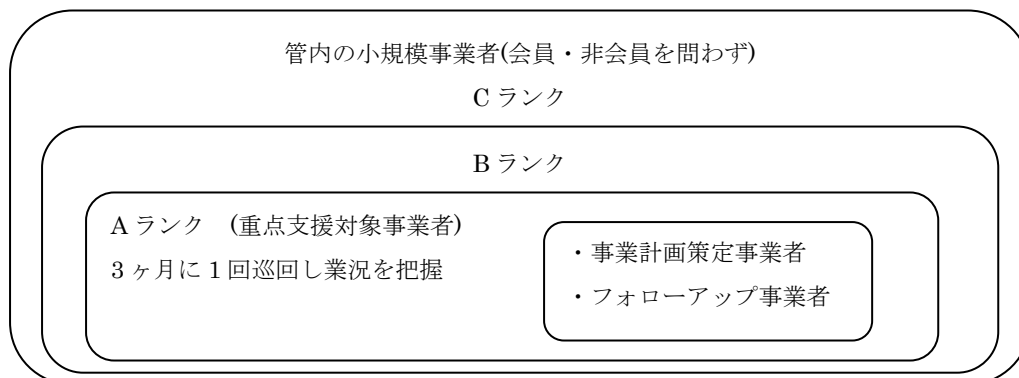 管内の小規模事業者(会員・非会員を問わず)
C ランク
B ランク
A ランク　(重点支援対象事業者)
3 ヶ月に 1 回巡回し業況を把握
・事業計画策定事業者
・フォローアップ事業者